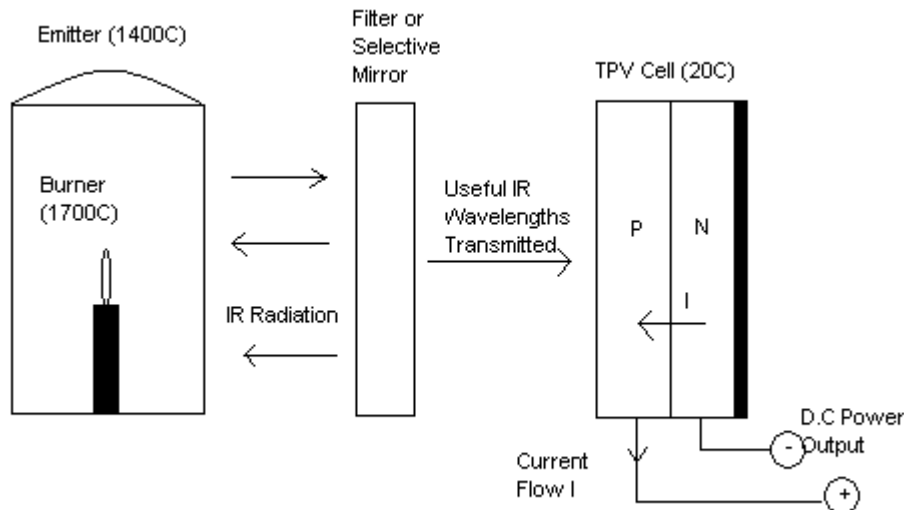 Emitter (1400C)
Filter or
Selective
Mirror
TPV Cell (20C)
Burner
(1700C)
Useful IR
Wavelengths
Transmitted
P
N
I
IR Radiation
D.C Power
Output
-
Current
Flow I
+